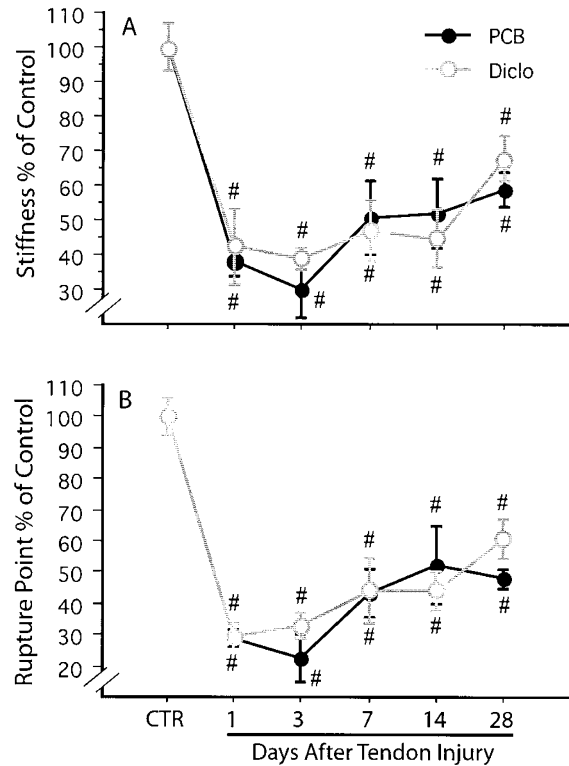 A
PCB
Diclo
Stiffness % of Control
110
100
90
80
70
60
50
40
30
# # # # #
# # # # #
B
Rupture Point % of Control
110
100
90
80
70
60
50
40
30
20
# # # # #
# # # # #
CTR 1 3 7 14 28
Days After Tendon Injury